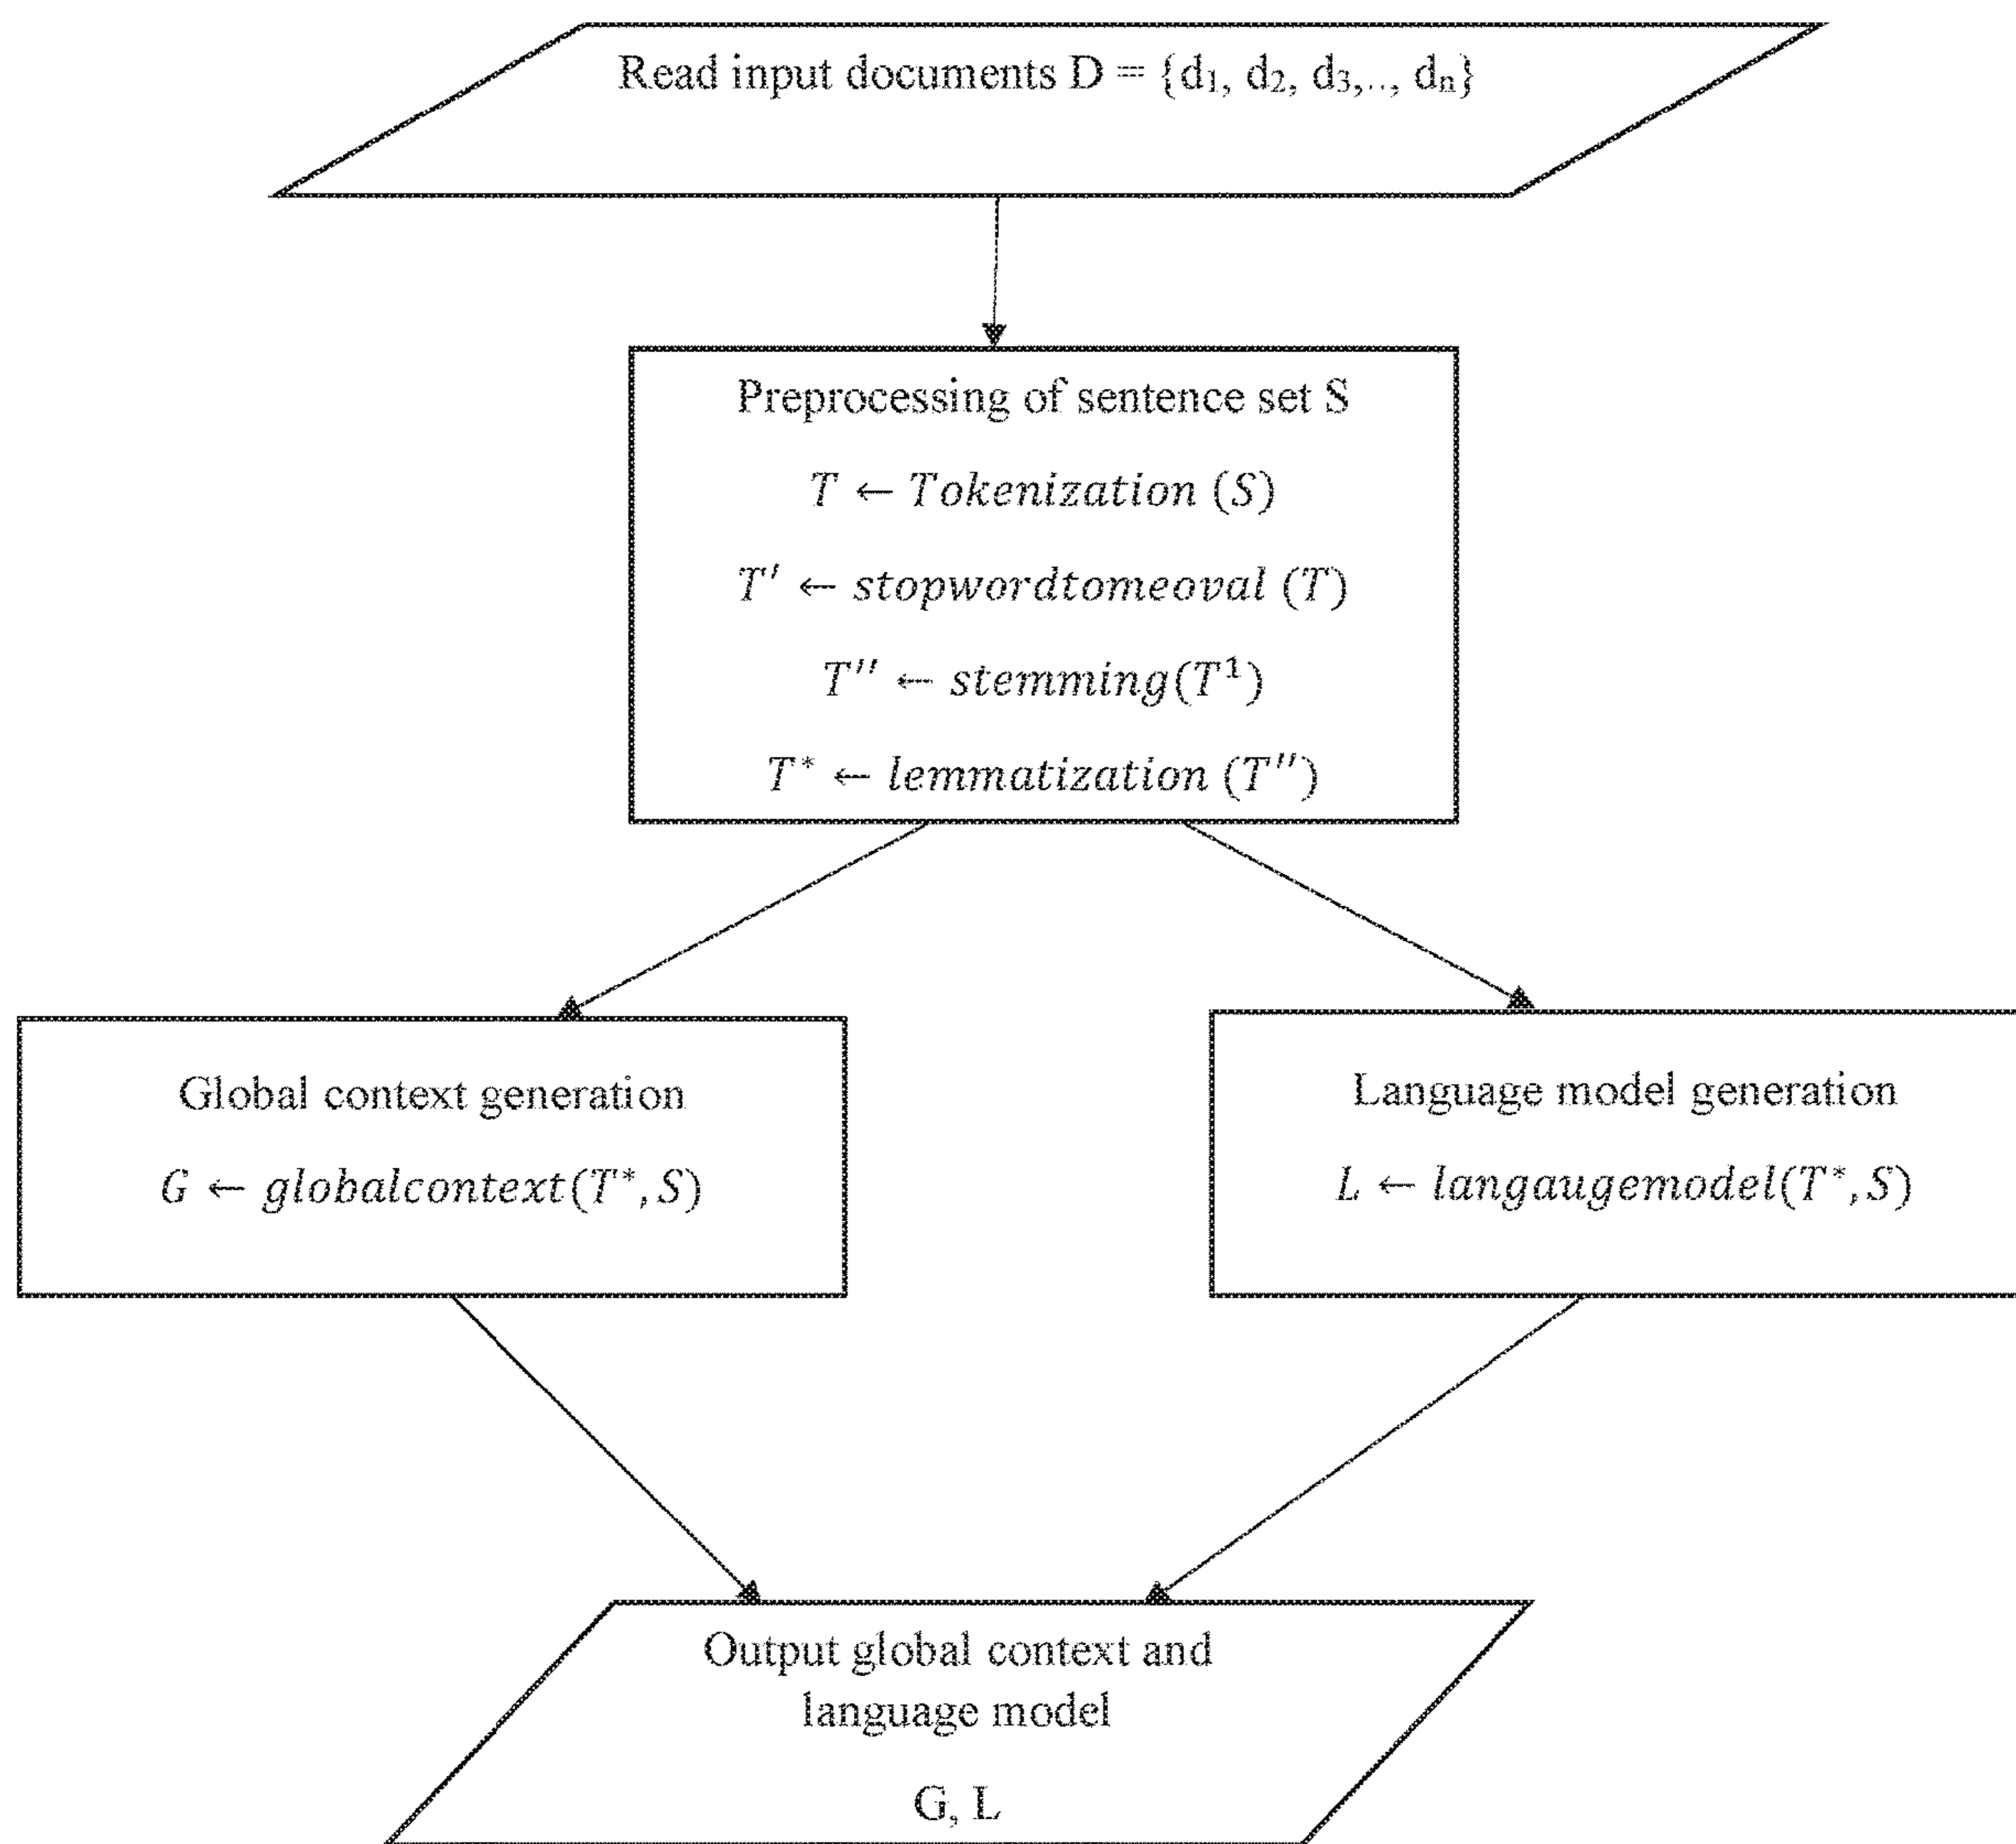 Read input documents D = {d₁, d₂, d₃,.., dₙ}
Preprocessing of sentence set S
T ← Tokenization (S)
T′ ← stopwordtomeoval (T)
T′′ ← stemming(T¹)
T* ← lemmatization (T′′)
Global context generation
G ← globalcontext(T*, S)
Language model generation
L ← langaugemodel(T*, S)
Output global context and
language model
G, L